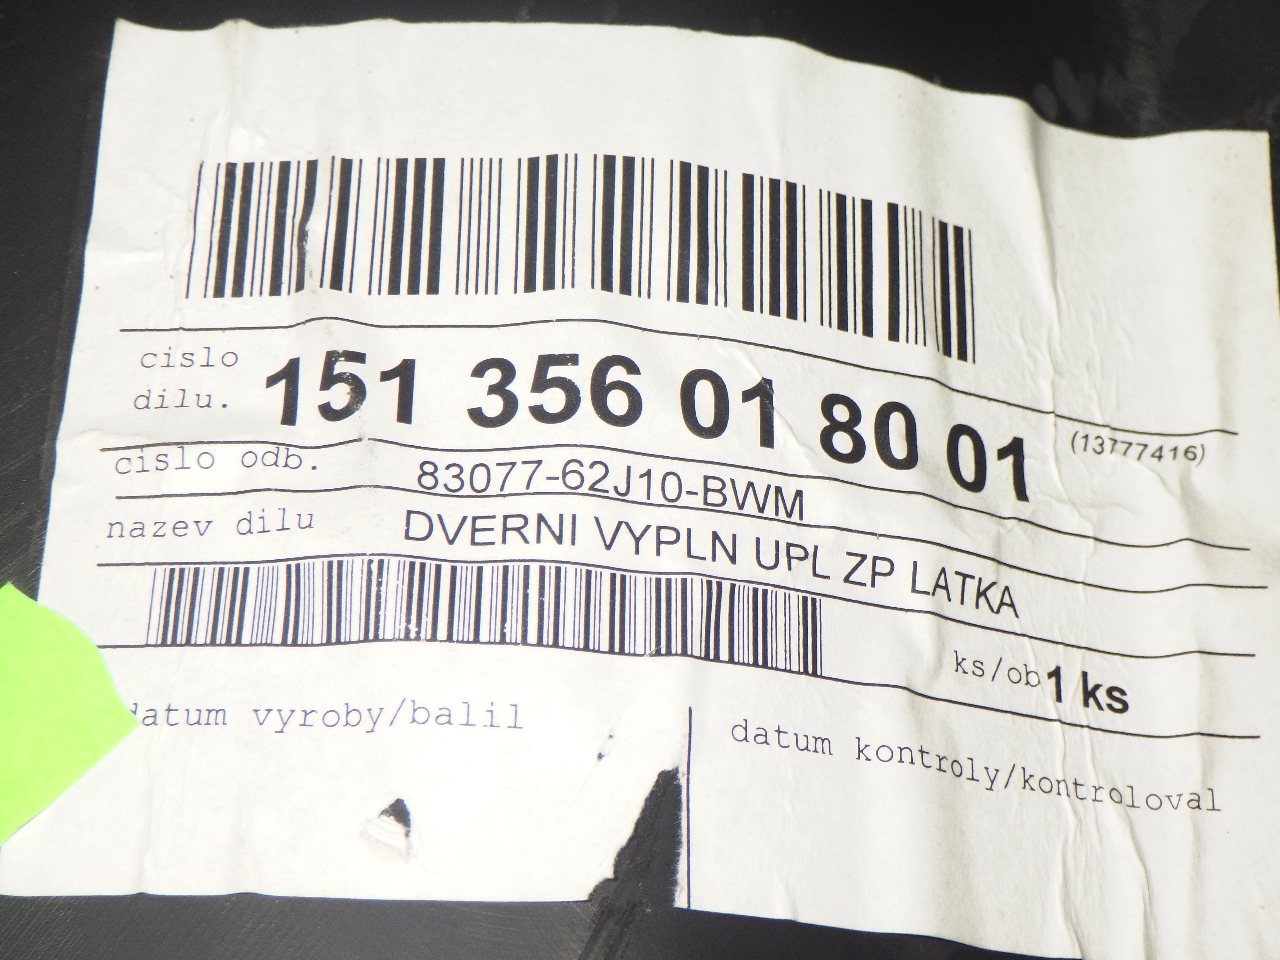 cislo
dilu.
151 356 01 80 01
(13777416)
cislo odb.
83077-62J10-BWM
nazev dilu
DVERNI VYPLN UPL ZP LATKA
ks/ob 1 ks
datum vyroby/balil
datum kontroly/kontroloval